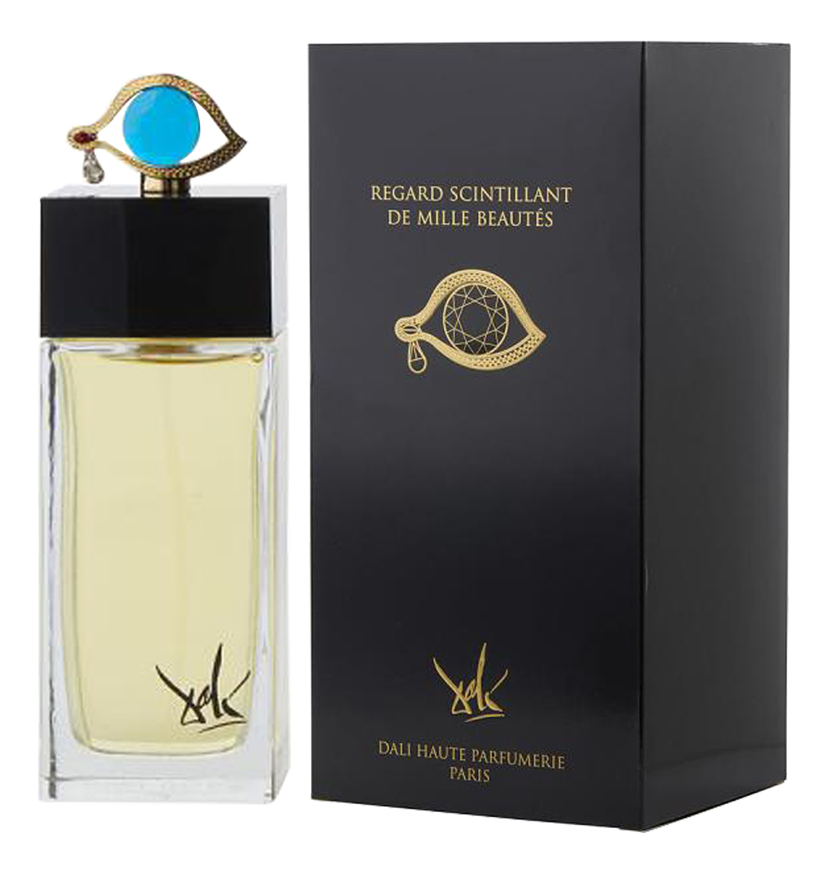 REGARD SCINTILLANT
DE MILLE BEAUTÉS
Dalí
Dalí
DALI HAUTE PARFUMERIE
PARIS